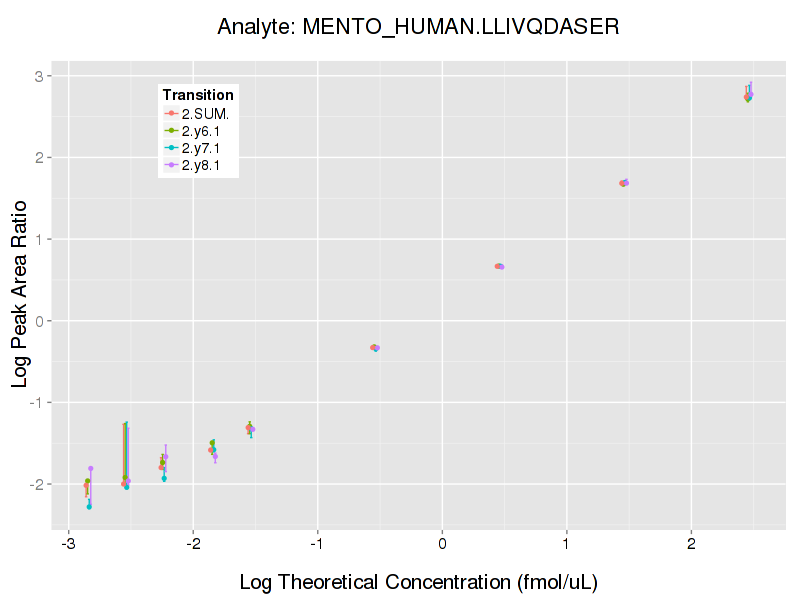 Analyte: MENTO_HUMAN.LLIVQDASER
Log Peak Area Ratio
3
2
1
0
-1
-2
Transition
2.SUM.
2.y6.1
2.y7.1
2.y8.1
-3 -2 -1 0 1 2
Log Theoretical Concentration (fmol/uL)